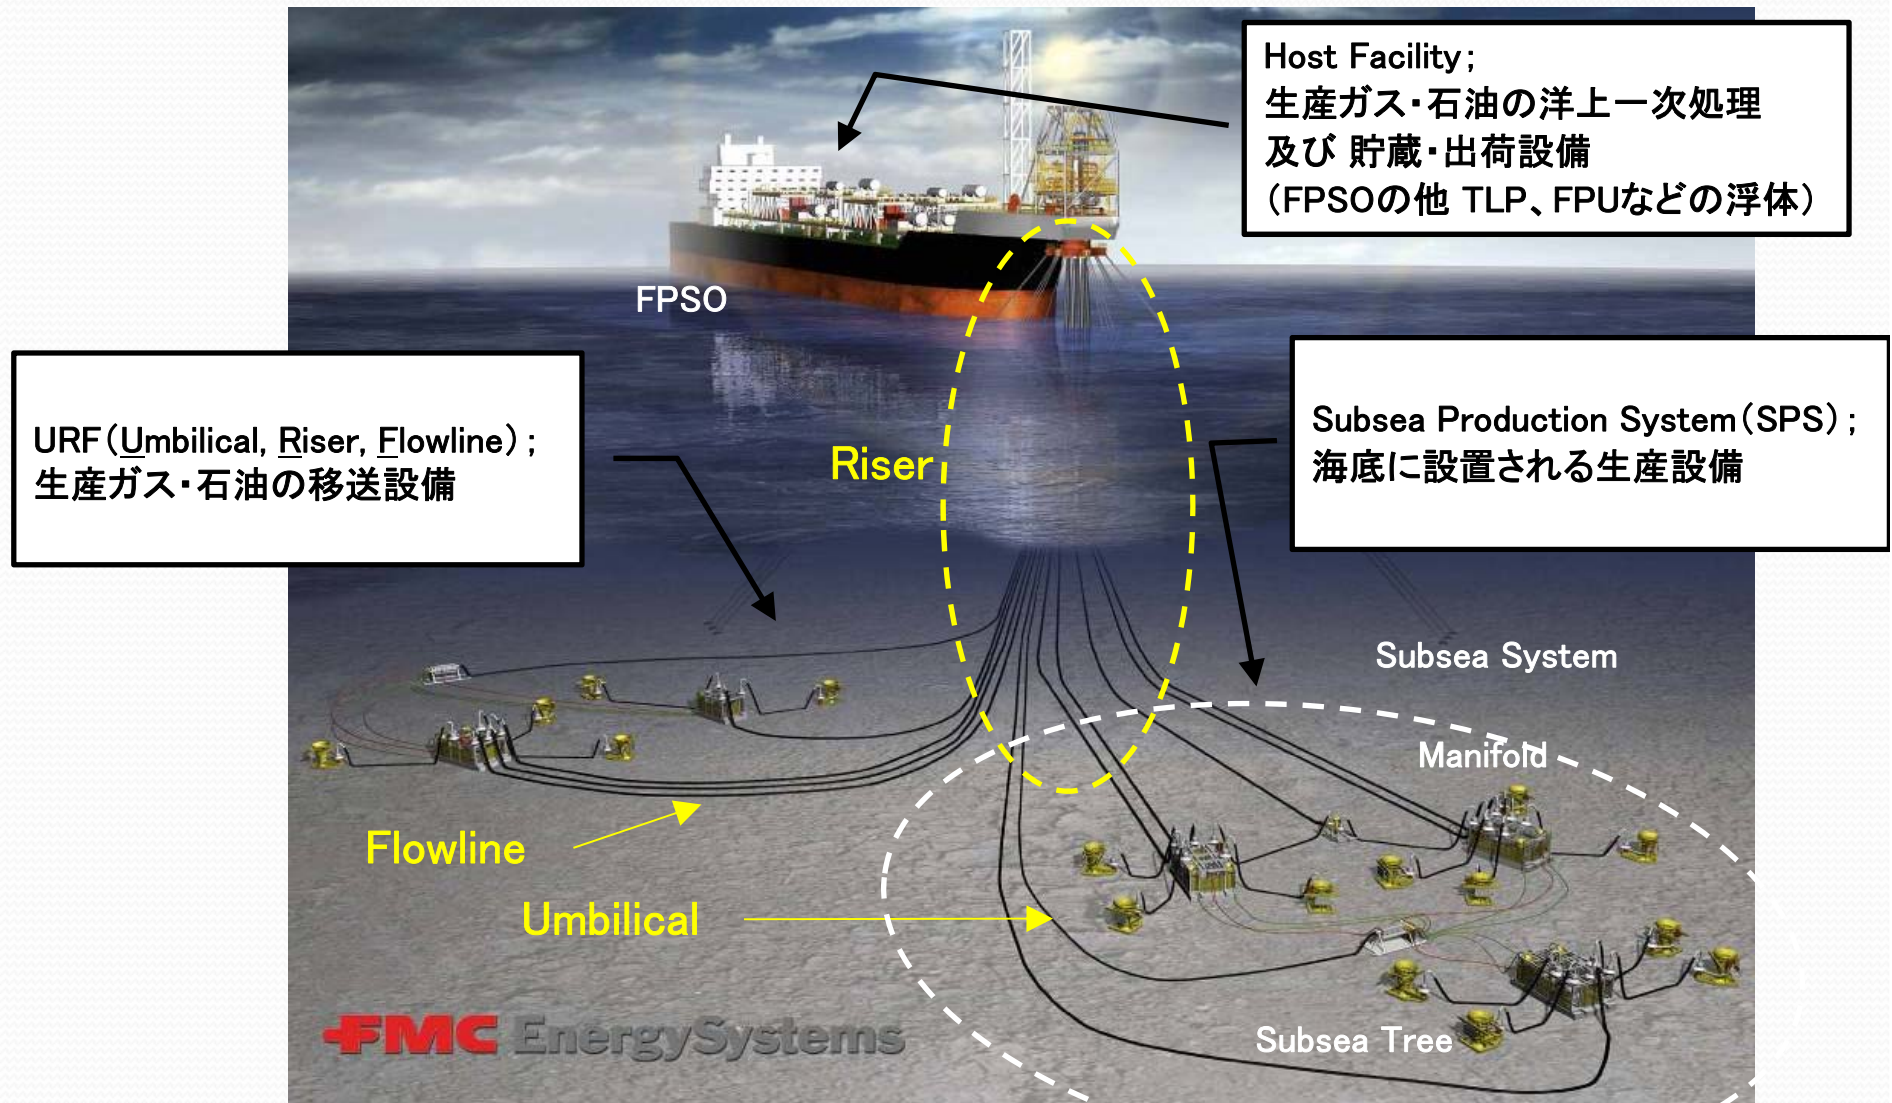 Host Facility;
生産ガス・石油の洋上一次処理
及び 貯蔵・出荷設備
（FPSOの他 TLP、FPUなどの浮体）
FPSO
URF（Umbilical, Riser, Flowline）;
生産ガス・石油の移送設備
Riser
Subsea Production System（SPS）;
海底に設置される生産設備
Subsea System
Manifold
Flowline
Umbilical
Subsea Tree
FMC EnergySystems